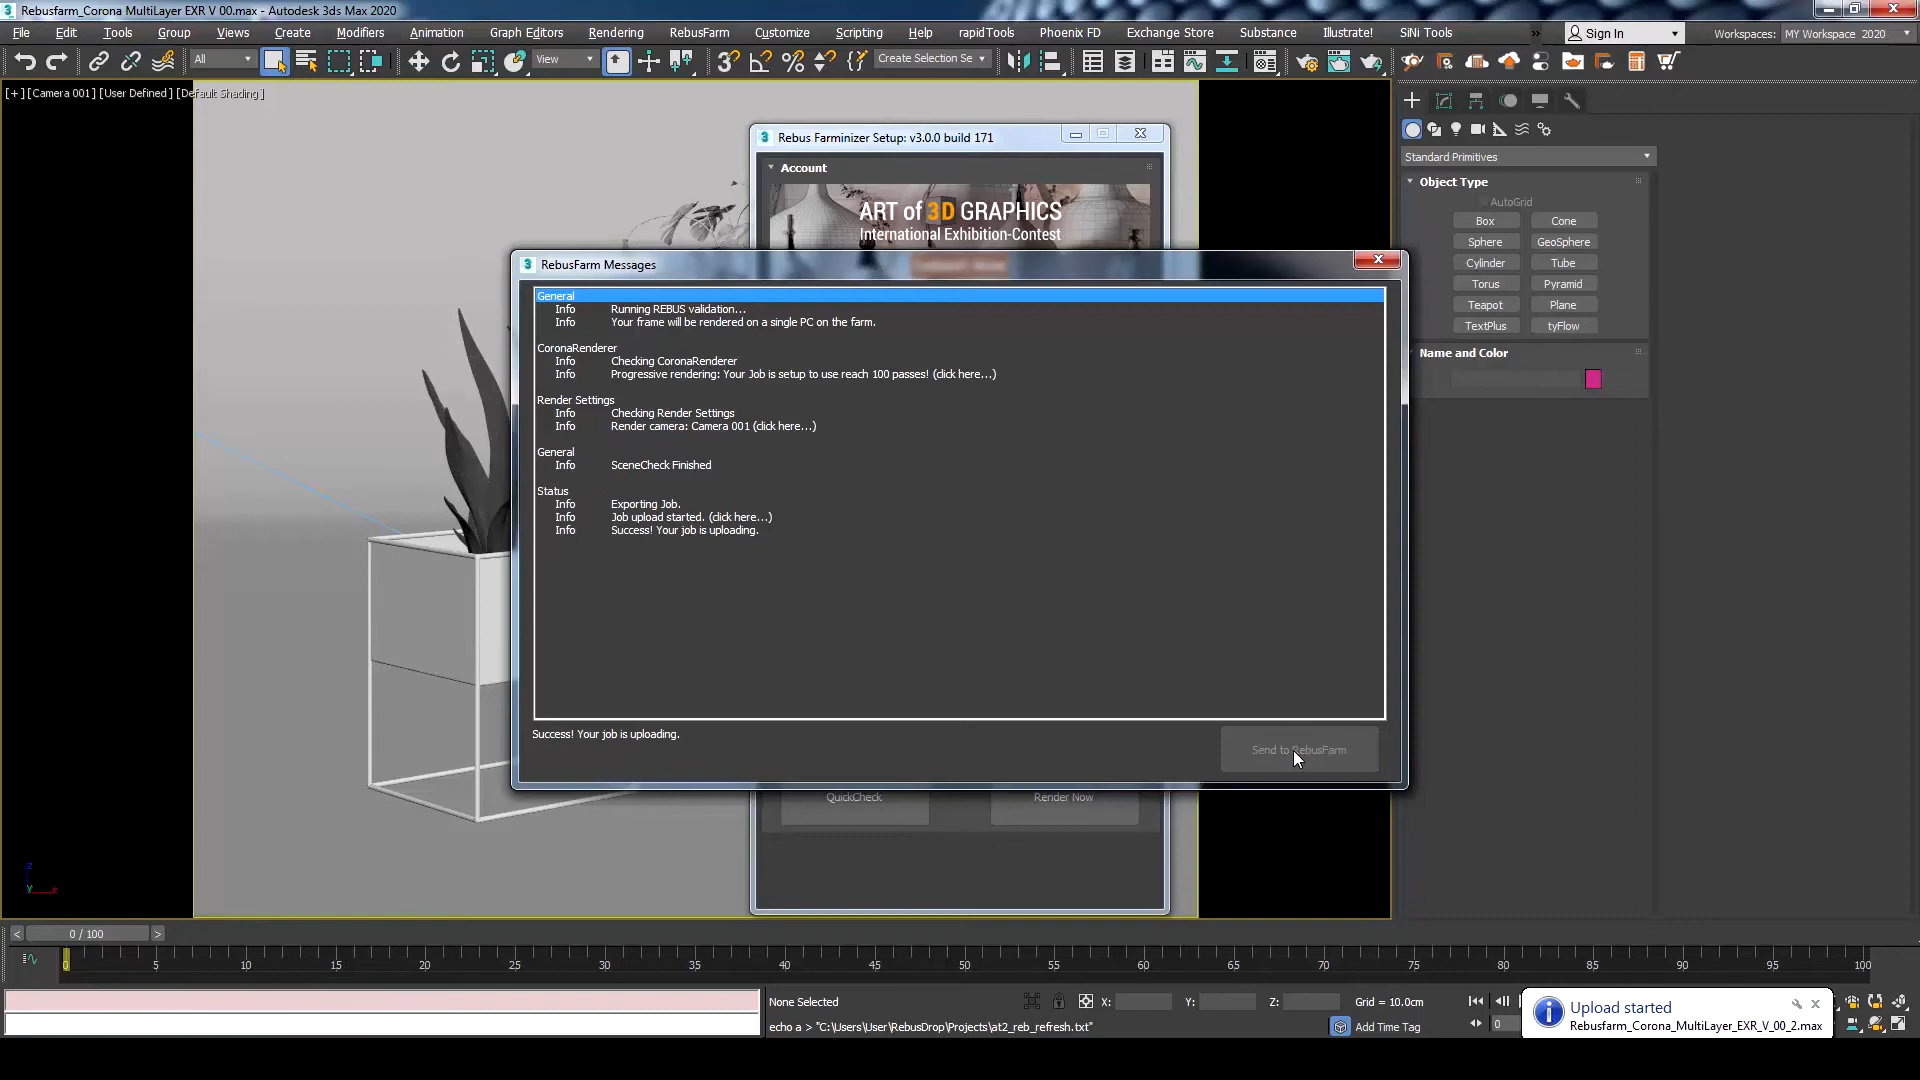 Rebusfarm_Corona MultiLayer EXR V 00.max - Autodesk 3ds Max 2020
File Edit Tools Group Views Create Modifiers Animation Graph Editors Rendering RebusFarm Customize Scripting Help rapidTools Phoenix FD Exchange Store Substance Illustrate! SiNi Tools » Sign In Workspaces: MY Workspace 2020
All View Create Selection Se
[+] [Camera 001] [User Defined] [Default Shading]
Rebus Farminizer Setup: v3.0.0 build 171
Account
ART of 3D GRAPHICS
International Exhibition-Contest
RebusFarm Messages
General
Info Running REBUS validation...
Info Your frame will be rendered on a single PC on the farm.
CoronaRenderer
Info Checking CoronaRenderer
Info Progressive rendering: Your Job is setup to use reach 100 passes! (click here...)
Render Settings
Info Checking Render Settings
Info Render camera: Camera 001 (click here...)
General
Info SceneCheck Finished
Status
Info Exporting Job.
Info Job upload started. (click here...)
Info Success! Your job is uploading.
Success! Your job is uploading.
Send to RebusFarm
QuickCheck Render Now
Standard Primitives
Object Type
AutoGrid
Box Cone
Sphere GeoSphere
Cylinder Tube
Torus Pyramid
Teapot Plane
TextPlus tyFlow
Name and Color
z
y
< 0 / 100 >
0 5 10 15 20 25 30 35 40 45 50 55 60 65 70 75 80 85 90 95 100
None Selected X: Y: Z: Grid = 10.0cm
echo a > "C:\Users\User\RebusDrop\Projects\at2_reb_refresh.txt"
Add Time Tag
0
Upload started
Rebusfarm_Corona_MultiLayer_EXR_V_00_2.max